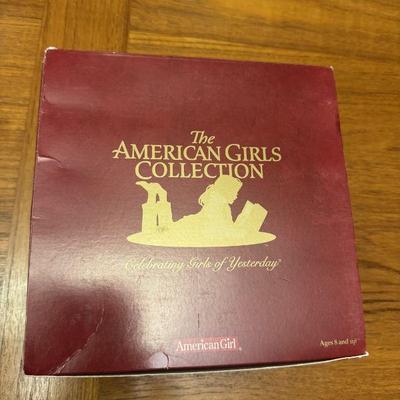 The
AMERICAN GIRLS
COLLECTION
Celebrating Girls of Yesterday®
American Girl®
Ages 8 and up